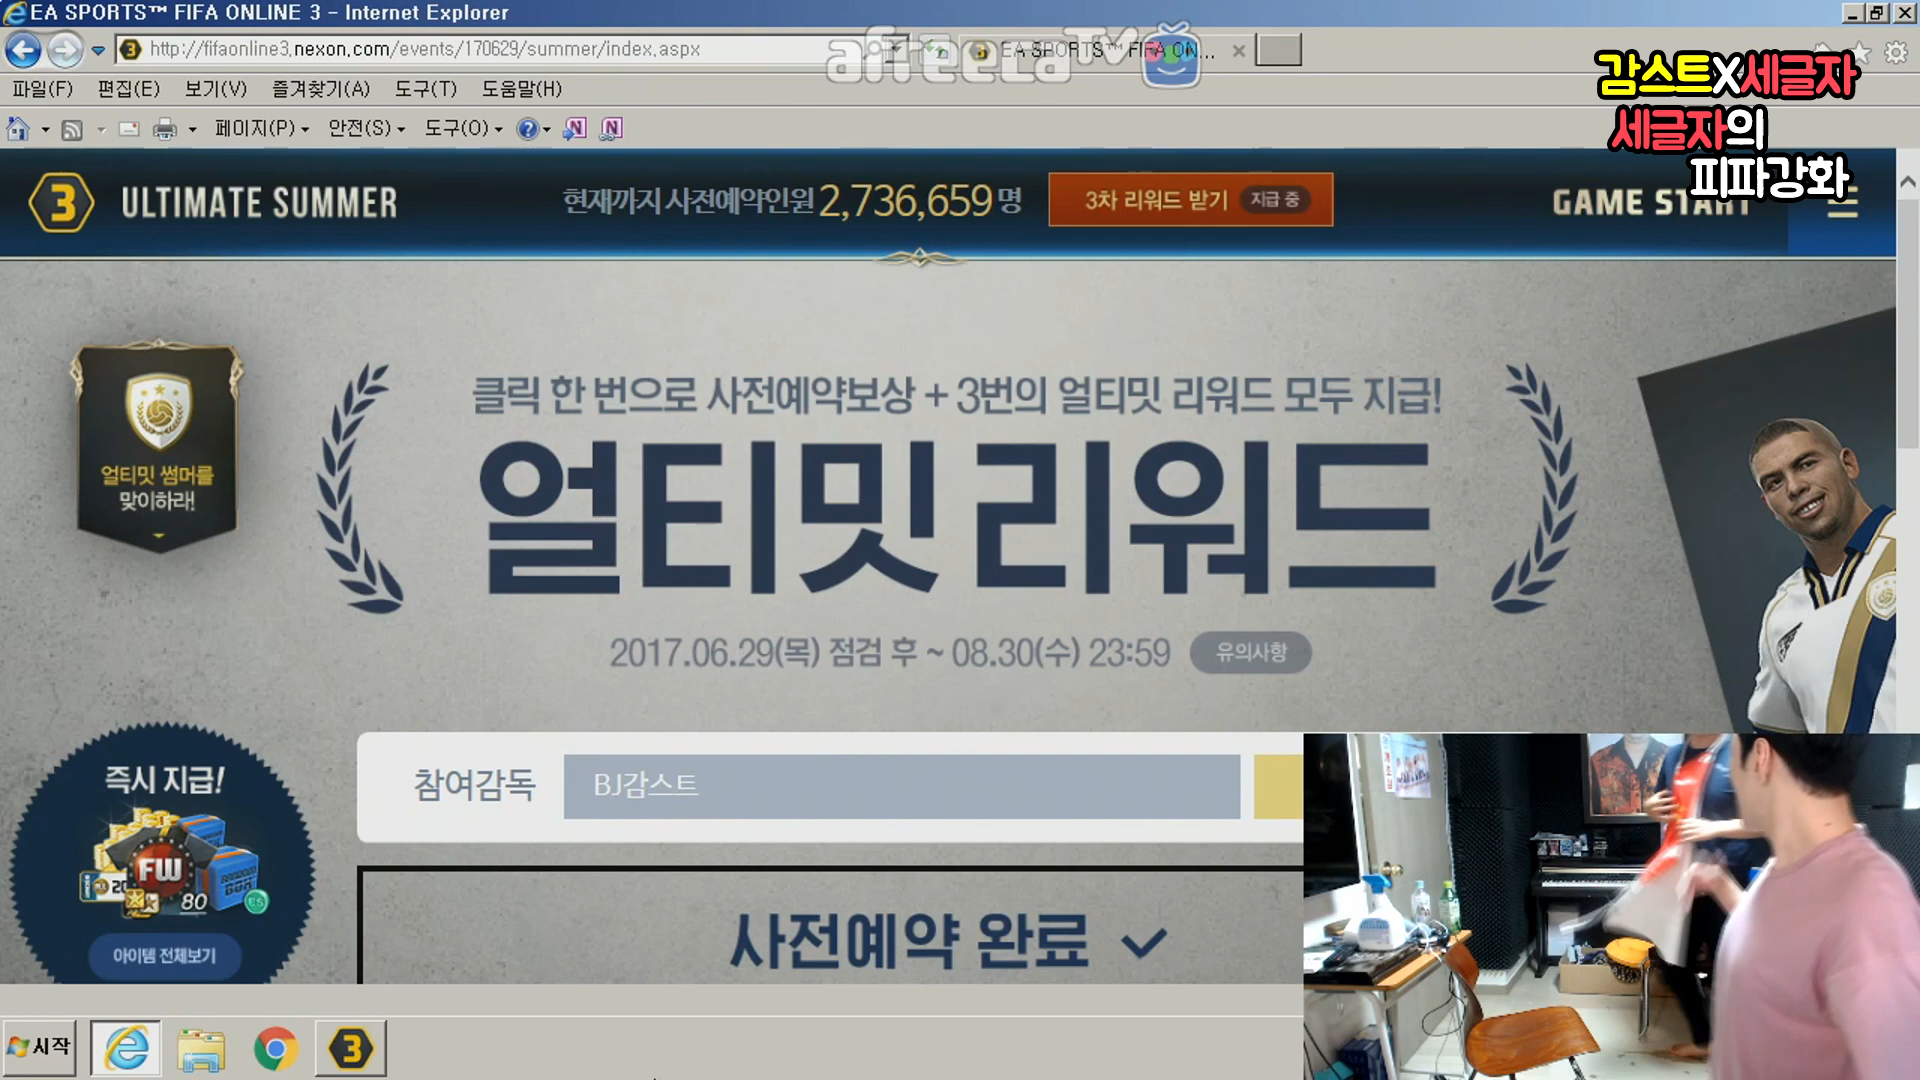 EA SPORTS™ FIFA ONLINE 3 - Internet Explorer
http://fifaonline3.nexon.com/events/170629/summer/index.aspx
EA SPORTS™ FIFA ON...
afreecaTV
감스트X세글자
세글자의
피파강화
파일(F) 편집(E) 보기(V) 즐겨찾기(A) 도구(T) 도움말(H)
페이지(P) 안전(S) 도구(O)
3 ULTIMATE SUMMER
현재까지 사전예약인원 2,736,659 명
3차 리워드 받기 지급 중
GAME START
얼티밋 썸머를
맞이하라!
클릭 한 번으로 사전예약보상 + 3번의 얼티밋 리워드 모두 지급!
얼티밋 리워드
2017.06.29(목) 점검 후 ~ 08.30(수) 23:59 유의사항
즉시 지급!
FW
80
BOX
ES
아이템 전체보기
참여감독 BJ감스트
사전예약 완료
시작
3